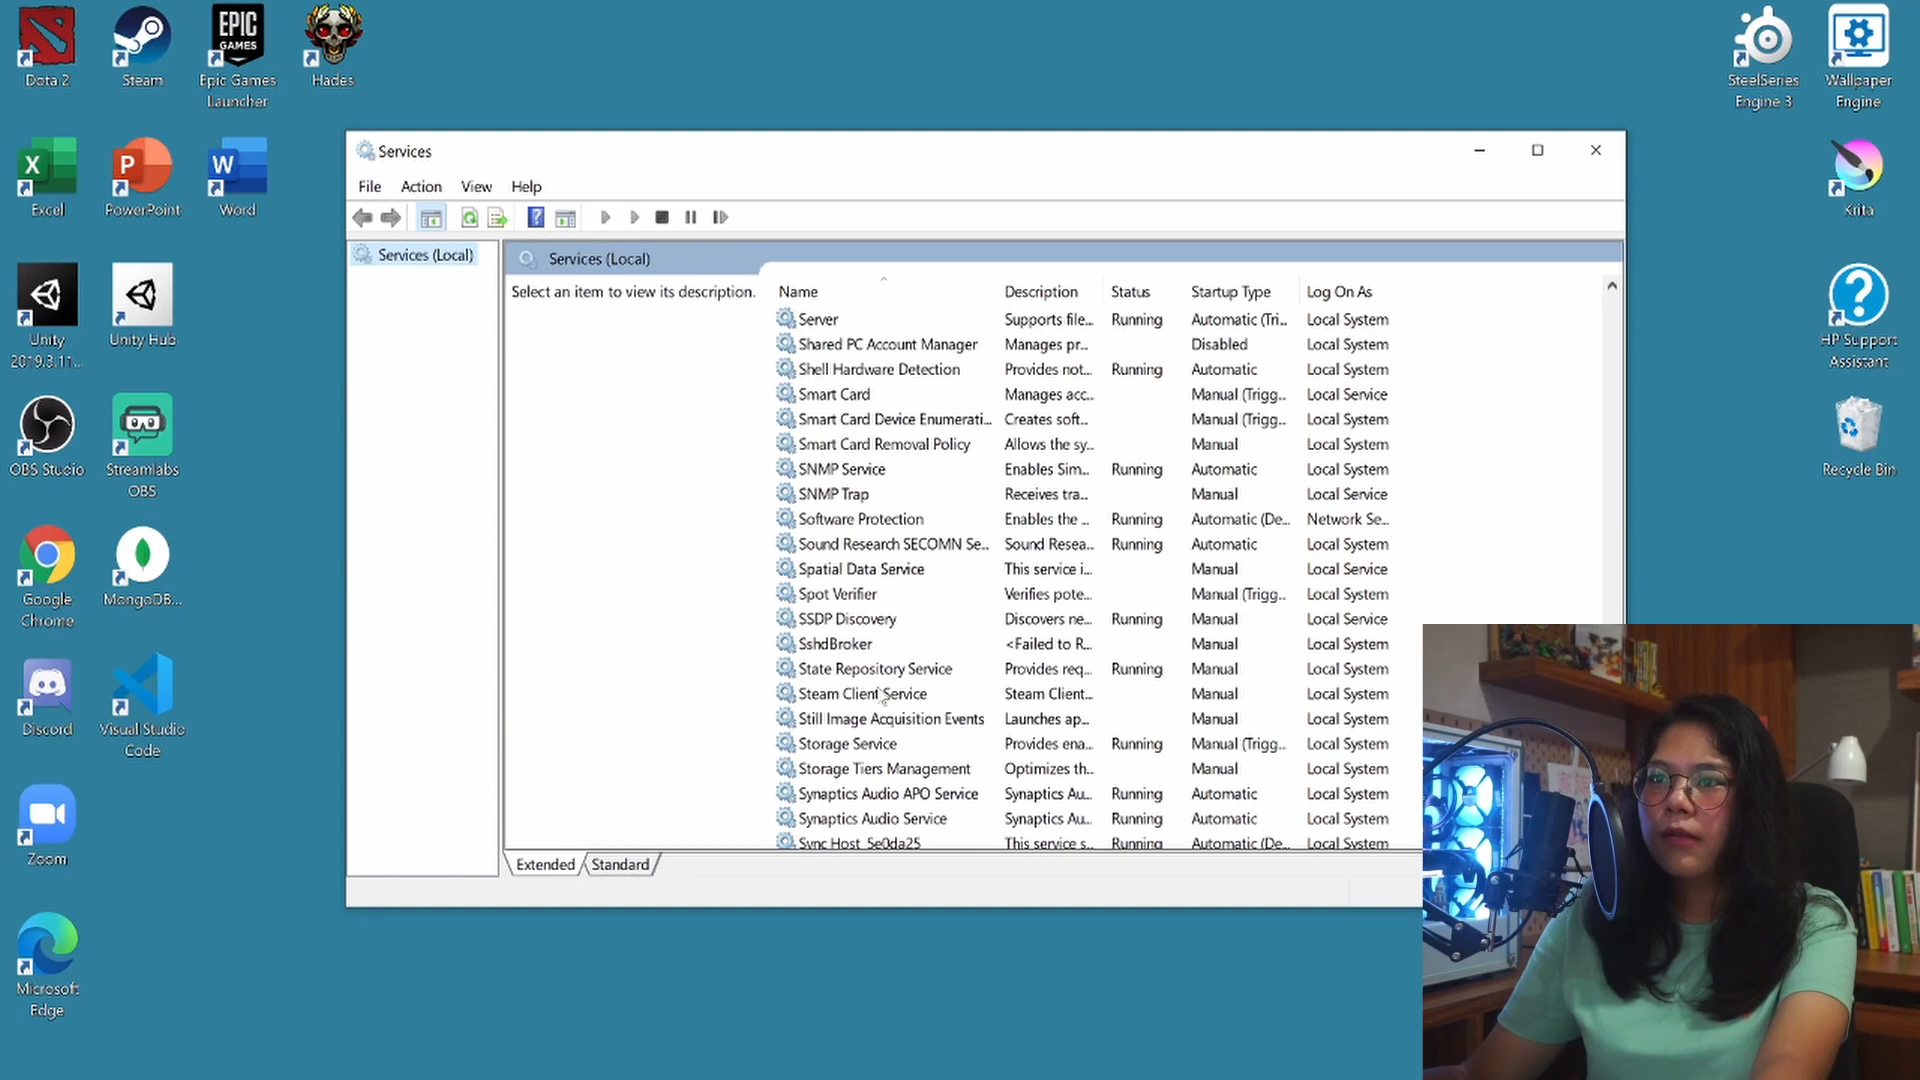 Dota 2
Steam
EPIC
GAMES
Epic Games
Launcher
Hades
SteelSeries
Engine 3
Wallpaper
Engine
Excel
PowerPoint
Word
Krita
Unity
2019.3.11...
Unity Hub
HP Support
Assistant
OBS Studio
Streamlabs
OBS
Recycle Bin
Google
Chrome
MongoDB...
Discord
Visual Studio
Code
Zoom
Microsoft
Edge
Services
File Action View Help
Services (Local)
Services (Local)
Select an item to view its description.
Name Description Status Startup Type Log On As
Server Supports file... Running Automatic (Tri... Local System
Shared PC Account Manager Manages pr... Disabled Local System
Shell Hardware Detection Provides not... Running Automatic Local System
Smart Card Manages acc... Manual (Trigg... Local Service
Smart Card Device Enumerati... Creates soft... Manual (Trigg... Local System
Smart Card Removal Policy Allows the sy... Manual Local System
SNMP Service Enables Sim... Running Automatic Local System
SNMP Trap Receives tra... Manual Local Service
Software Protection Enables the ... Running Automatic (De... Network Se...
Sound Research SECOMN Se... Sound Resea... Running Automatic Local System
Spatial Data Service This service i... Manual Local Service
Spot Verifier Verifies pote... Manual (Trigg... Local System
SSDP Discovery Discovers ne... Running Manual Local Service
SshdBroker <Failed to R... Manual Local System
State Repository Service Provides req... Running Manual Local System
Steam Client Service Steam Client... Manual Local System
Still Image Acquisition Events Launches ap... Manual Local System
Storage Service Provides ena... Running Manual (Trigg... Local System
Storage Tiers Management Optimizes th... Manual Local System
Synaptics Audio APO Service Synaptics Au... Running Automatic Local System
Synaptics Audio Service Synaptics Au... Running Automatic Local System
Sync Host_5e0da25 This service s... Running Automatic (De... Local System
Extended Standard